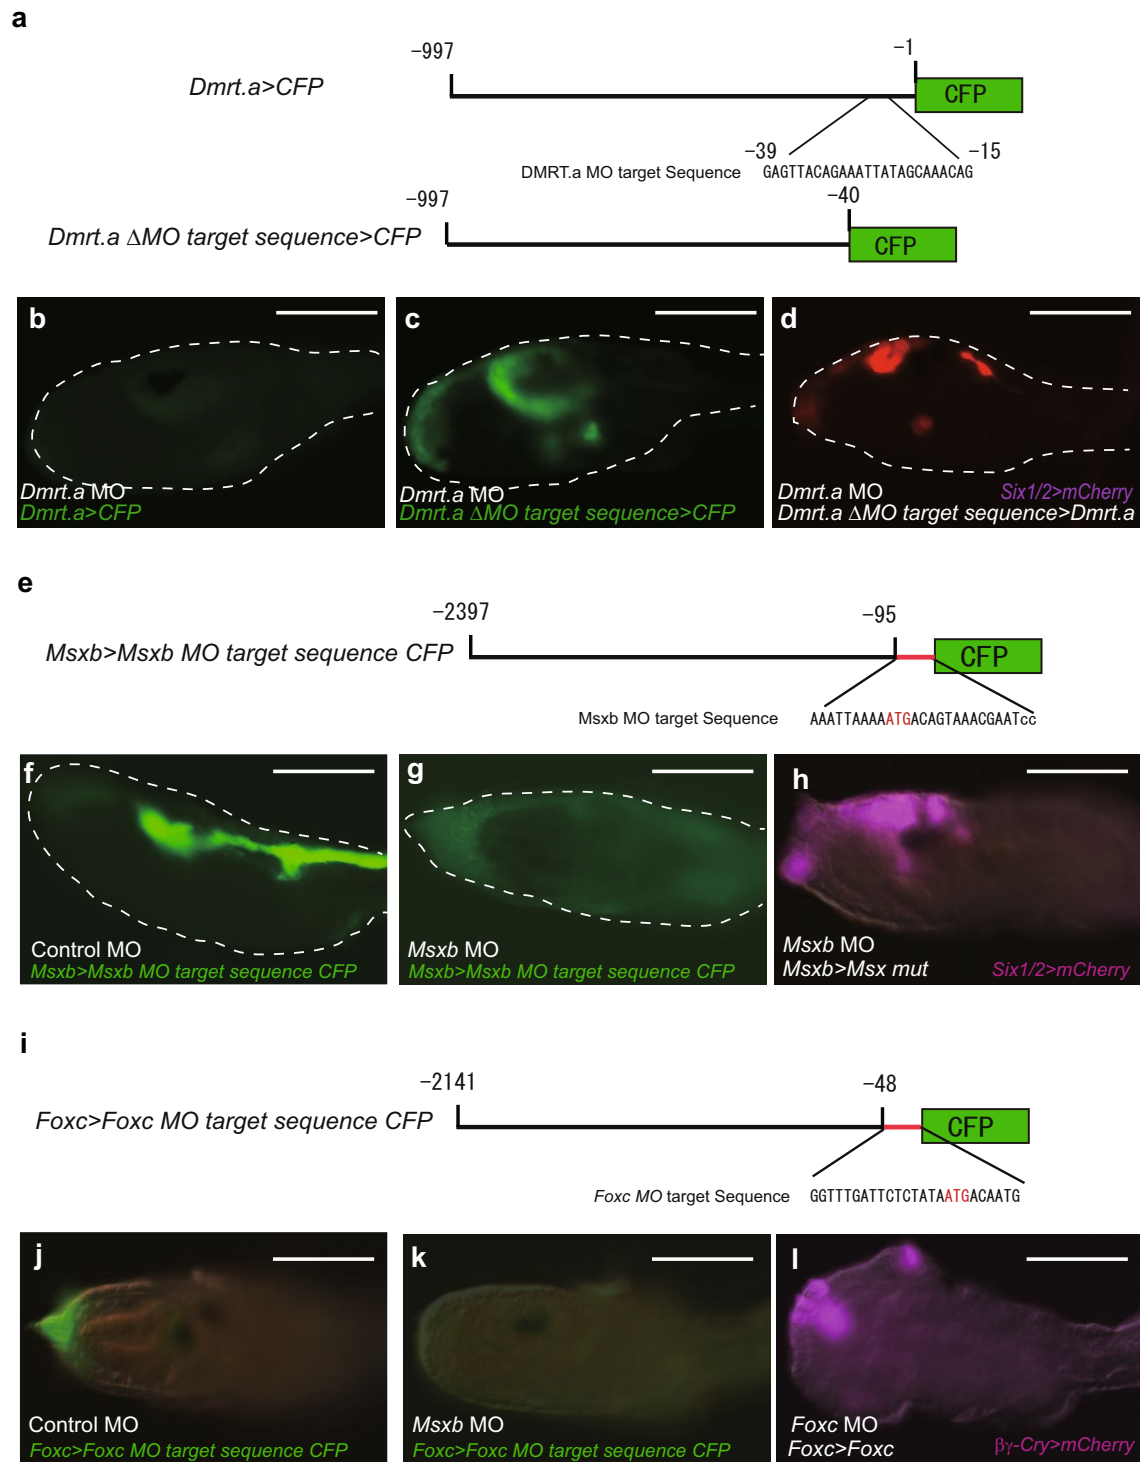 a
−997
−1
Dmrt.a>CFP
CFP
−39
−15
DMRT.a MO target Sequence
GAGTTACAGAAATTATAGCAAACAG
−997
−40
Dmrt.a ΔMO target sequence>CFP
CFP
b
Dmrt.a MO
Dmrt.a>CFP
c
Dmrt.a MO
Dmrt.a ΔMO target sequence>CFP
d
Dmrt.a MO
Six1/2>mCherry
Dmrt.a ΔMO target sequence>Dmrt.a
e
−2397
−95
Msxb>Msxb MO target sequence CFP
CFP
Msxb MO target Sequence
AAATTAAAAATGACAGTAAACGAATcc
f
Control MO
Msxb>Msxb MO target sequence CFP
g
Msxb MO
Msxb>Msxb MO target sequence CFP
h
Msxb MO
Msxb>Msx mut
Six1/2>mCherry
i
−2141
−48
Foxc>Foxc MO target sequence CFP
CFP
Foxc MO target Sequence
GGTTTGATTCTCTATAATGACAATG
j
Control MO
Foxc>Foxc MO target sequence CFP
k
Msxb MO
Foxc>Foxc MO target sequence CFP
l
Foxc MO
Foxc>Foxc
βγ-Cry>mCherry